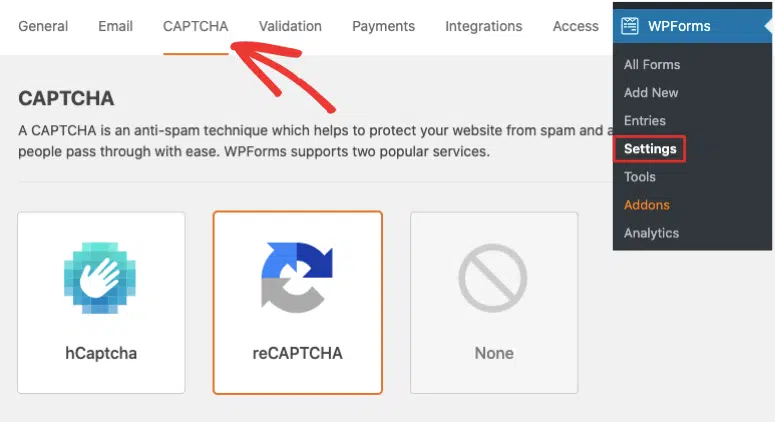 General Email CAPTCHA Validation Payments Integrations Access
CAPTCHA
A CAPTCHA is an anti-spam technique which helps to protect your website from spam and a
people pass through with ease. WPForms supports two popular services.
hCaptcha
reCAPTCHA
None
WPForms
All Forms
Add New
Entries
Settings
Tools
Addons
Analytics